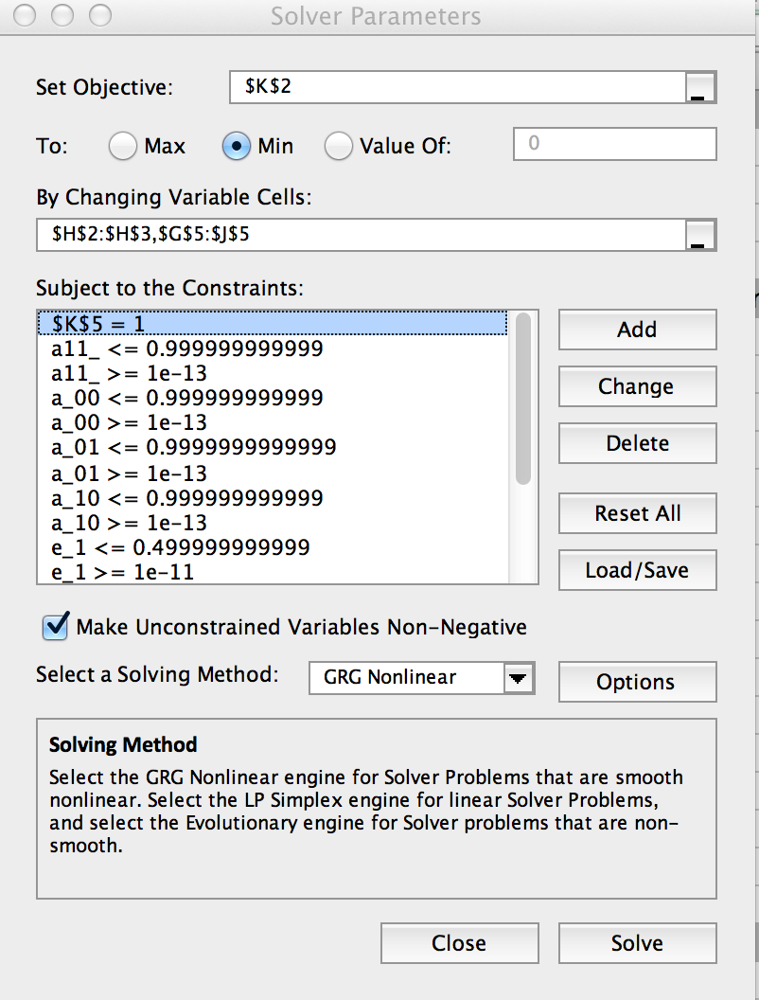 Solver Parameters
Set Objective: $K$2
To: Max Min Value Of: 0
By Changing Variable Cells:
$H$2:$H$3,$G$5:$J$5
Subject to the Constraints:
$K$5 = 1
a11_ <= 0.999999999999
a11_ >= 1e-13
a_00 <= 0.999999999999
a_00 >= 1e-13
a_01 <= 0.9999999999999
a_01 >= 1e-13
a_10 <= 0.999999999999
a_10 >= 1e-13
e_1 <= 0.499999999999
e_1 >= 1e-11
Add
Change
Delete
Reset All
Load/Save
Make Unconstrained Variables Non-Negative
Select a Solving Method: GRG Nonlinear Options
Solving Method
Select the GRG Nonlinear engine for Solver Problems that are smooth
nonlinear. Select the LP Simplex engine for linear Solver Problems,
and select the Evolutionary engine for Solver problems that are non-
smooth.
Close Solve